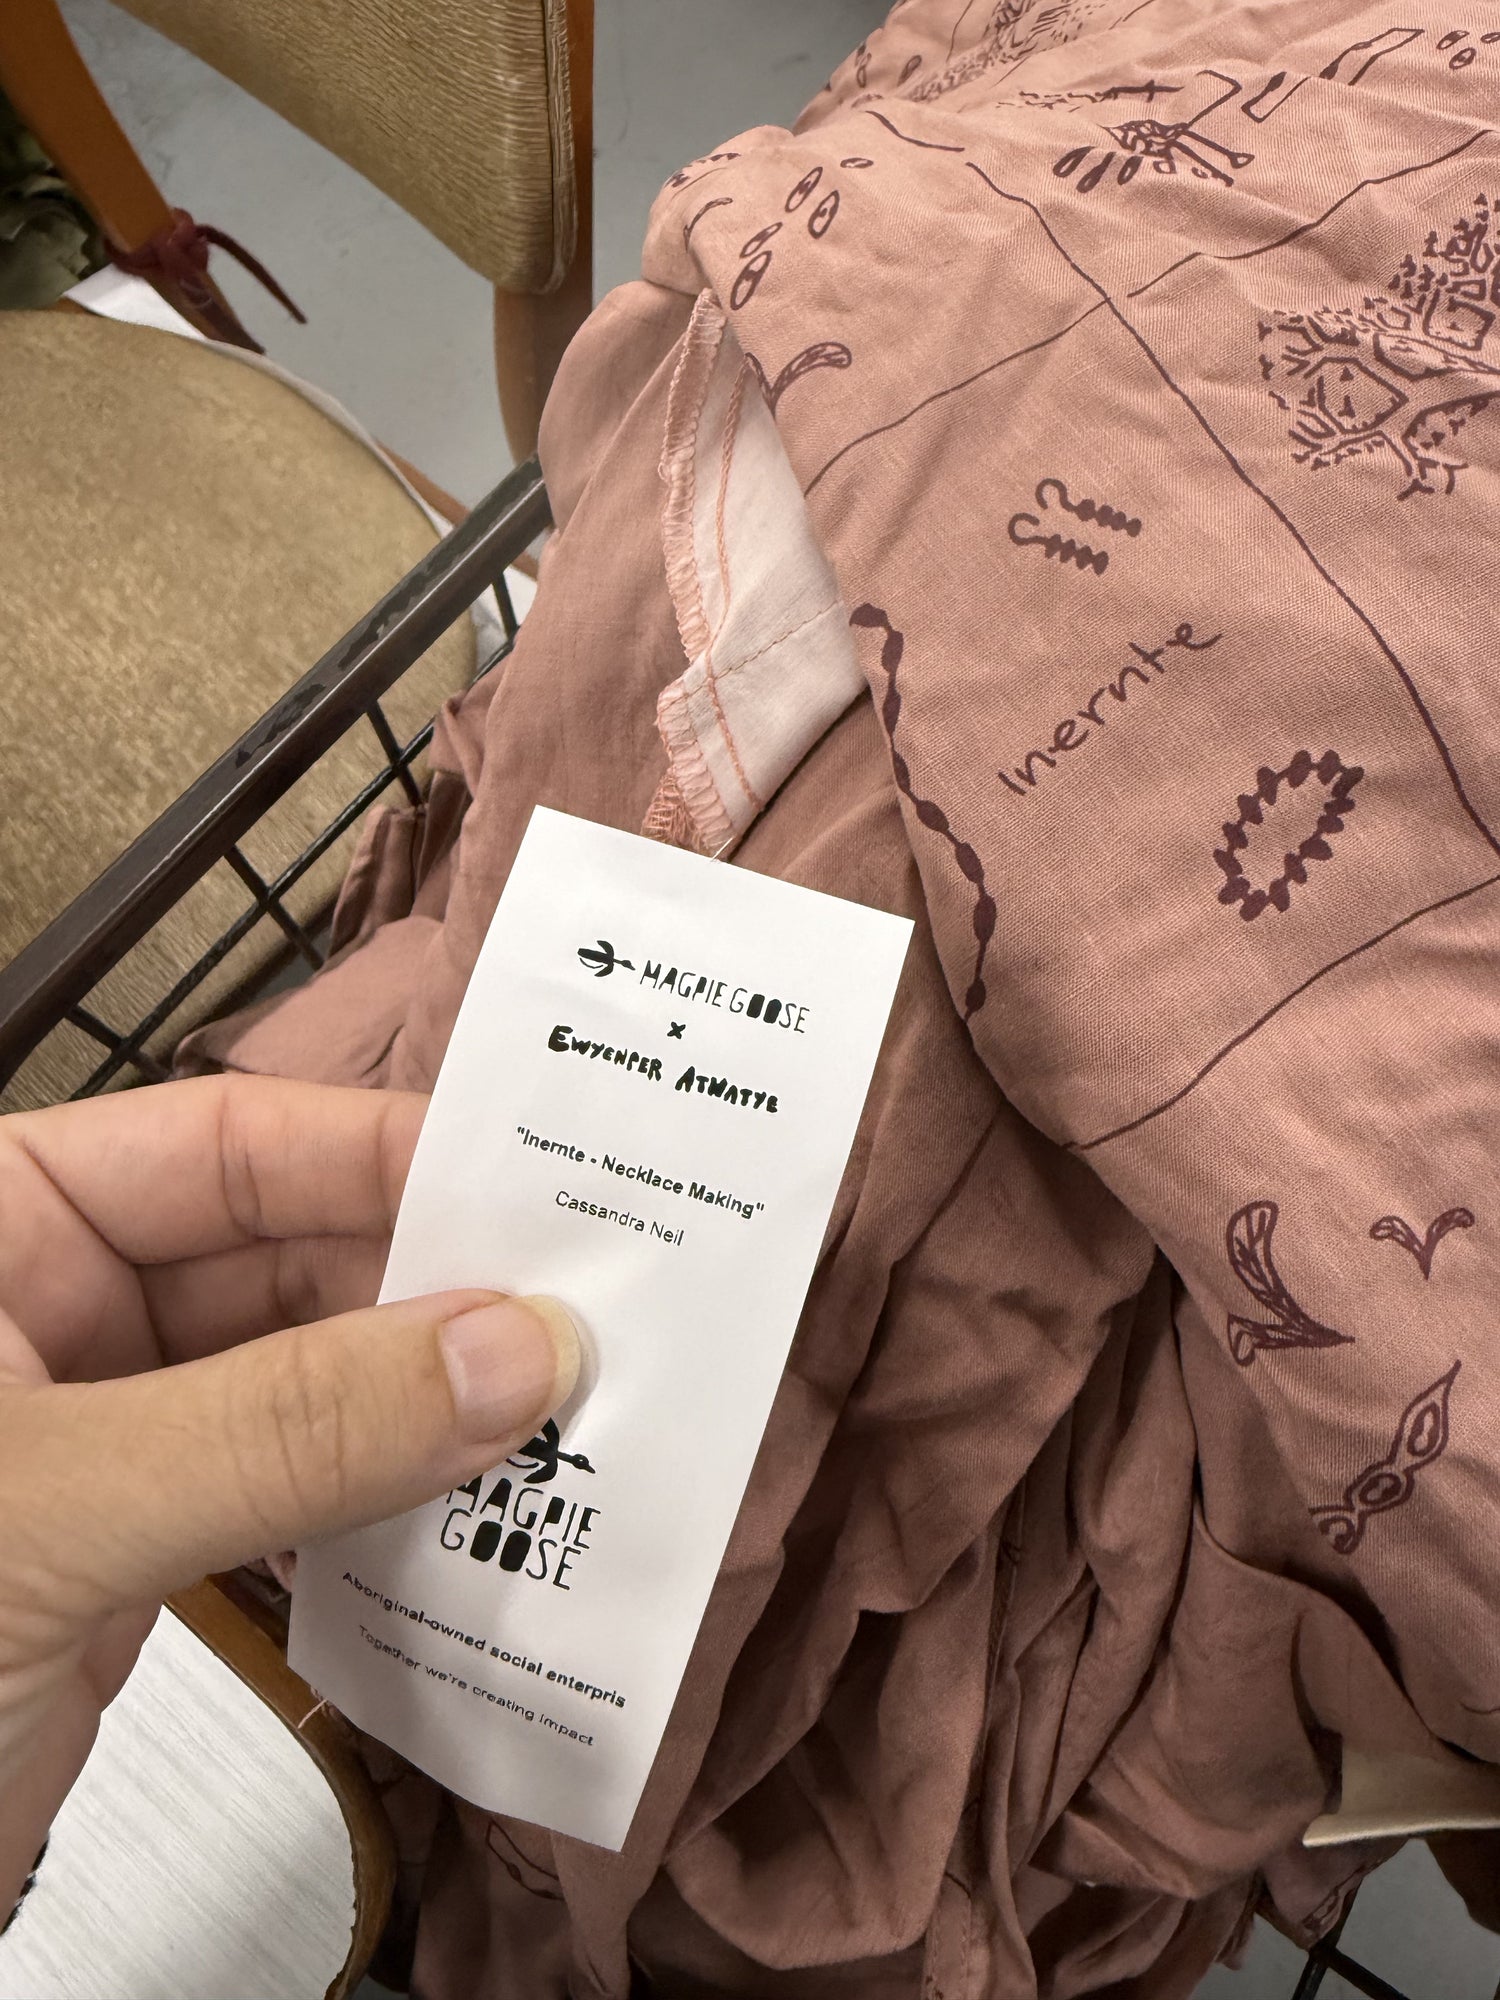 Inernte
MAGPIE GOOSE
x
EWYENPER ATWATYE
"Inernte - Necklace Making"
Cassandra Neil
MAGPIE
GOOSE
Aboriginal-owned social enterpris
Together we're creating impact